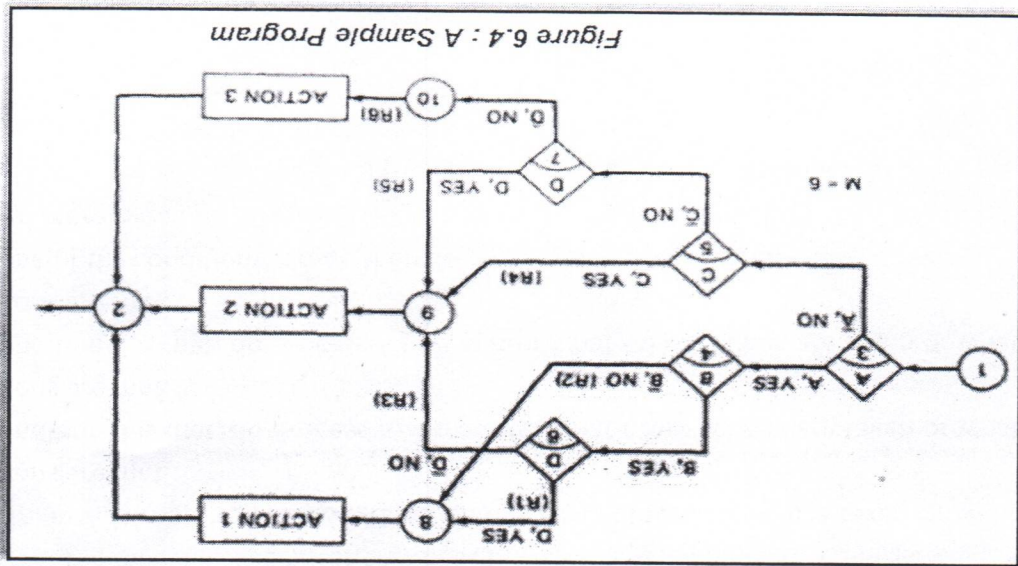 D, YES
(R1)
8
ACTION 1
B, YES
D
6
D̅, NO
(R3)
1
A
3
A, YES
B
4
B̅, NO (R2)
A̅, NO
C
5
C, YES
(R4)
9
ACTION 2
2
C̅, NO
M = 6
D
7
D, YES
(R5)
D̅, NO
10
(R6)
ACTION 3
Figure 6.4 : A Sample Program